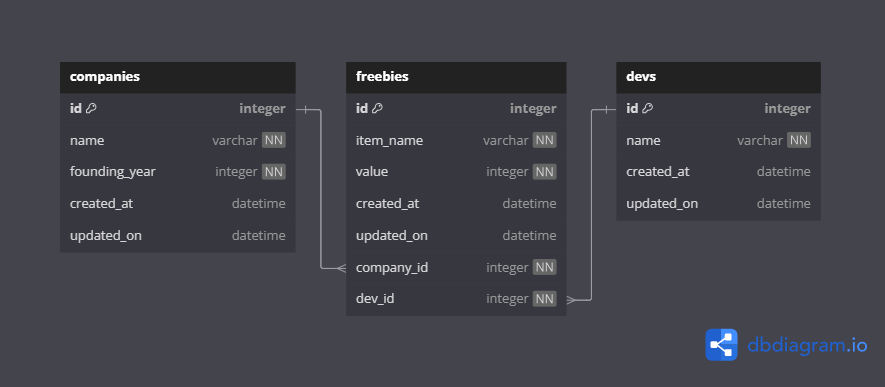 companies
id integer
name varchar NN
founding_year integer NN
created_at datetime
updated_on datetime
freebies
id integer
item_name varchar NN
value integer NN
created_at datetime
updated_on datetime
company_id integer NN
dev_id integer NN
devs
id integer
name varchar NN
created_at datetime
updated_on datetime
dbdiagram.io